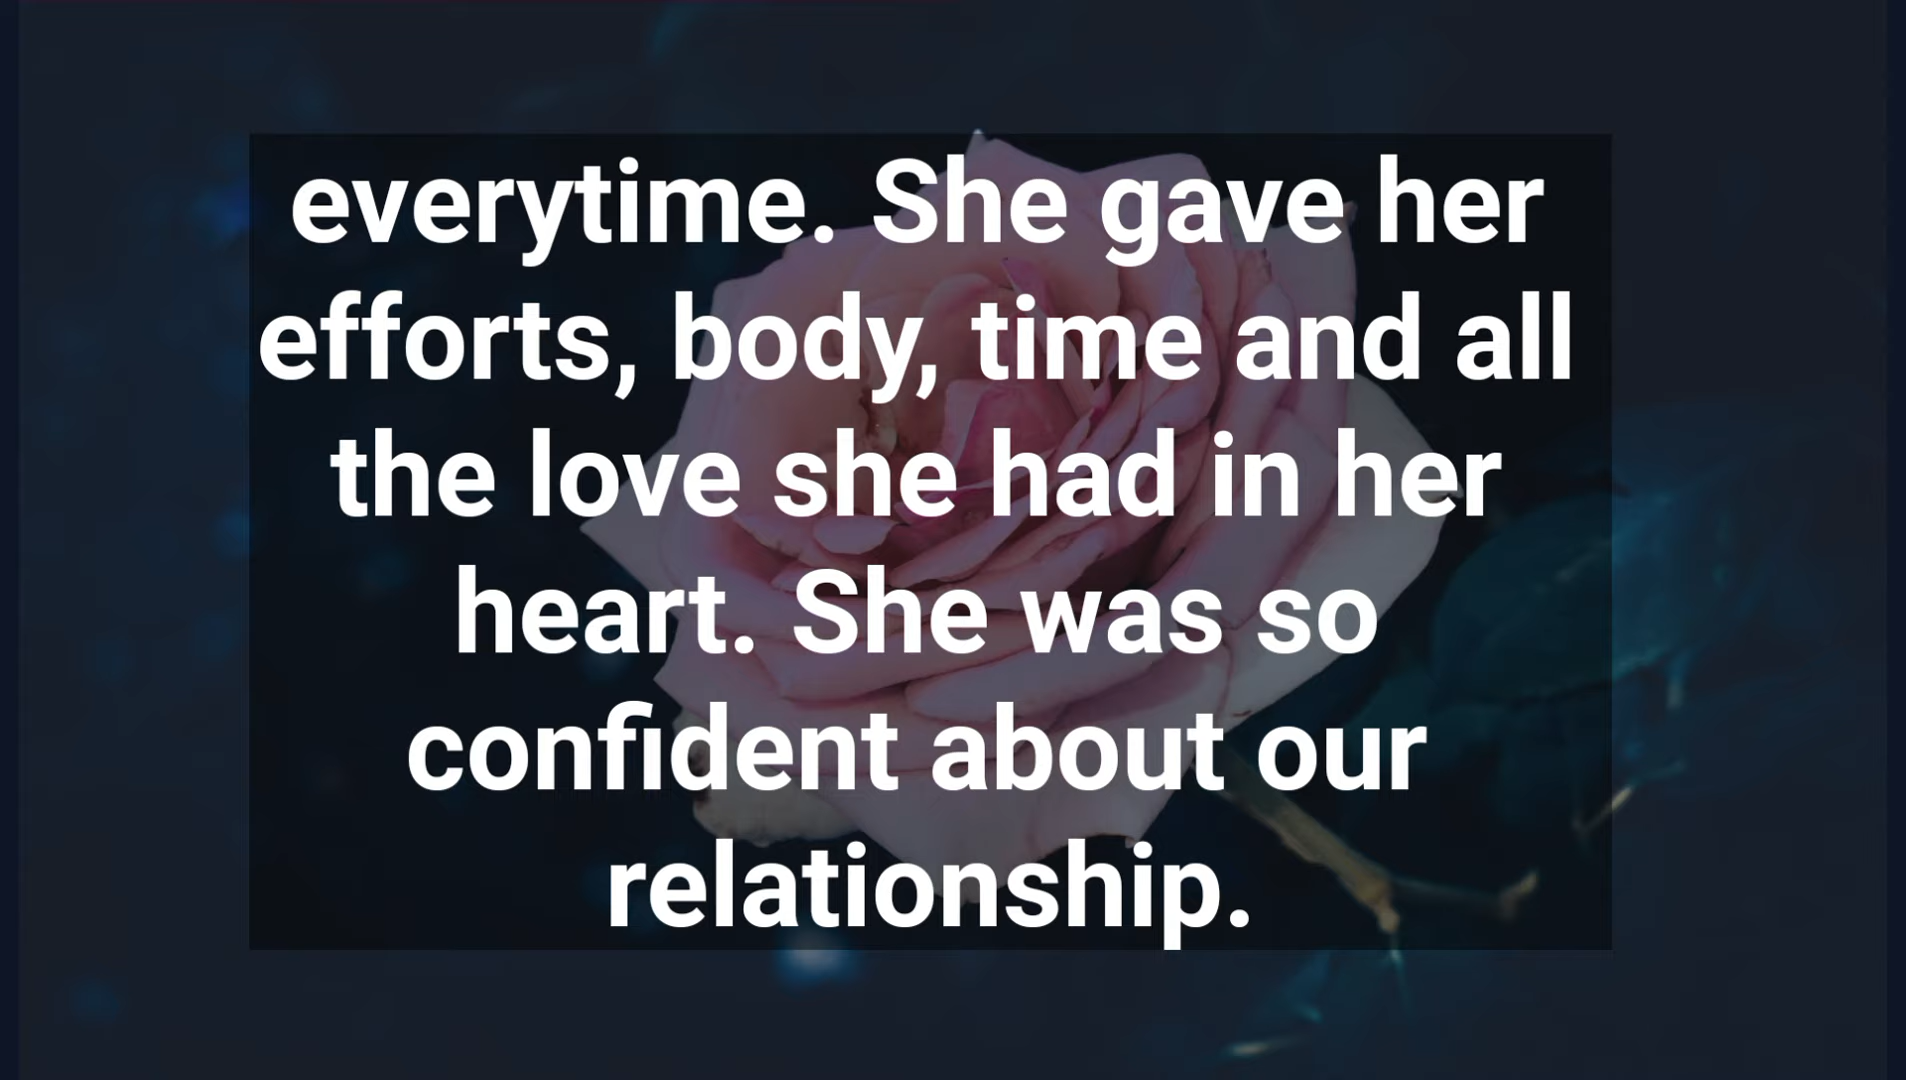 everytime. She gave her
efforts, body, time and all
the love she had in her
heart. She was so
confident about our
relationship.